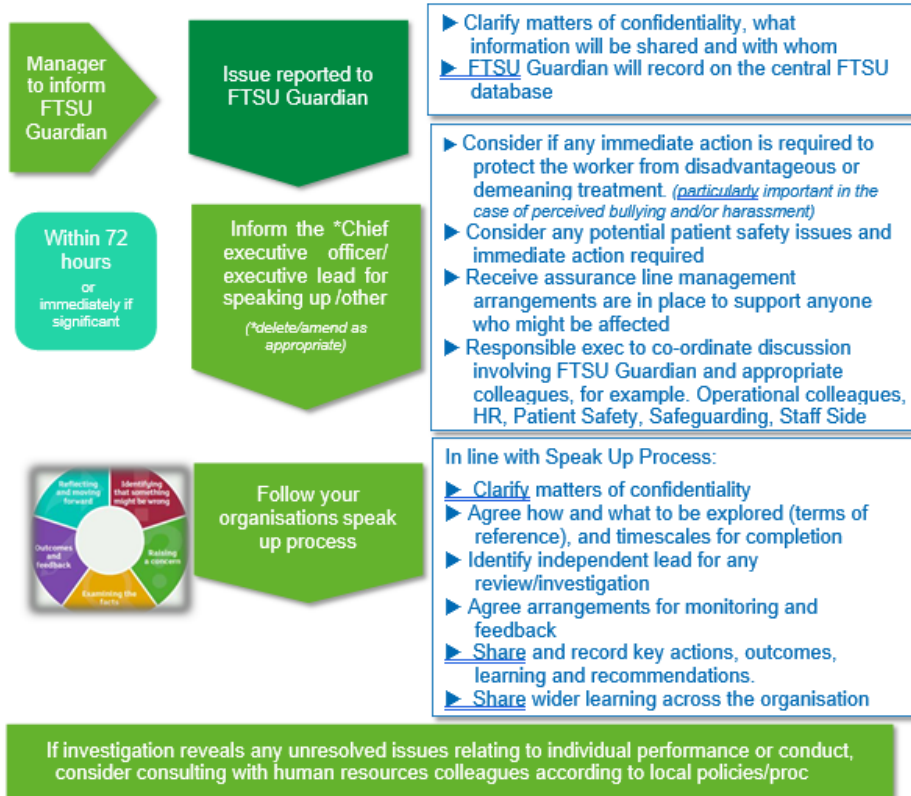 Manager
to inform
FTSU
Guardian
Issue reported to
FTSU Guardian
▶ Clarify matters of confidentiality, what
information will be shared and with whom
▶ FTSU Guardian will record on the central FTSU
database
Within 72
hours
or
immediately if
significant
Inform the *Chief
executive officer/
executive lead for
speaking up /other
(*delete/amend as
appropriate)
▶ Consider if any immediate action is required to
protect the worker from disadvantageous or
demeaning treatment. (particularly important in the
case of perceived bullying and/or harassment)
▶ Consider any potential patient safety issues and
immediate action required
▶ Receive assurance line management
arrangements are in place to support anyone
who might be affected
▶ Responsible exec to co-ordinate discussion
involving FTSU Guardian and appropriate
colleagues, for example. Operational colleagues,
HR, Patient Safety, Safeguarding, Staff Side
Reflecting
and moving
forward
Identifying
that something
might be wrong
Outcomes
and
feedback
Raising
a concern
Examining the
facts
Follow your
organisations speak
up process
In line with Speak Up Process:
▶ Clarify matters of confidentiality
▶ Agree how and what to be explored (terms of
reference), and timescales for completion
▶ Identify independent lead for any
review/investigation
▶ Agree arrangements for monitoring and
feedback
▶ Share and record key actions, outcomes,
learning and recommendations.
▶ Share wider learning across the organisation
If investigation reveals any unresolved issues relating to individual performance or conduct,
consider consulting with human resources colleagues according to local policies/proc